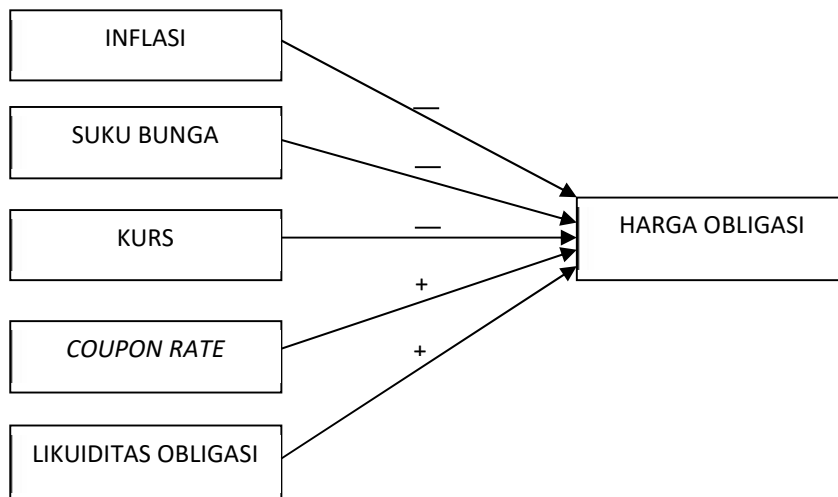 INFLASI
—
SUKU BUNGA
—
HARGA OBLIGASI
KURS
—
+
COUPON RATE
+
LIKUIDITAS OBLIGASI